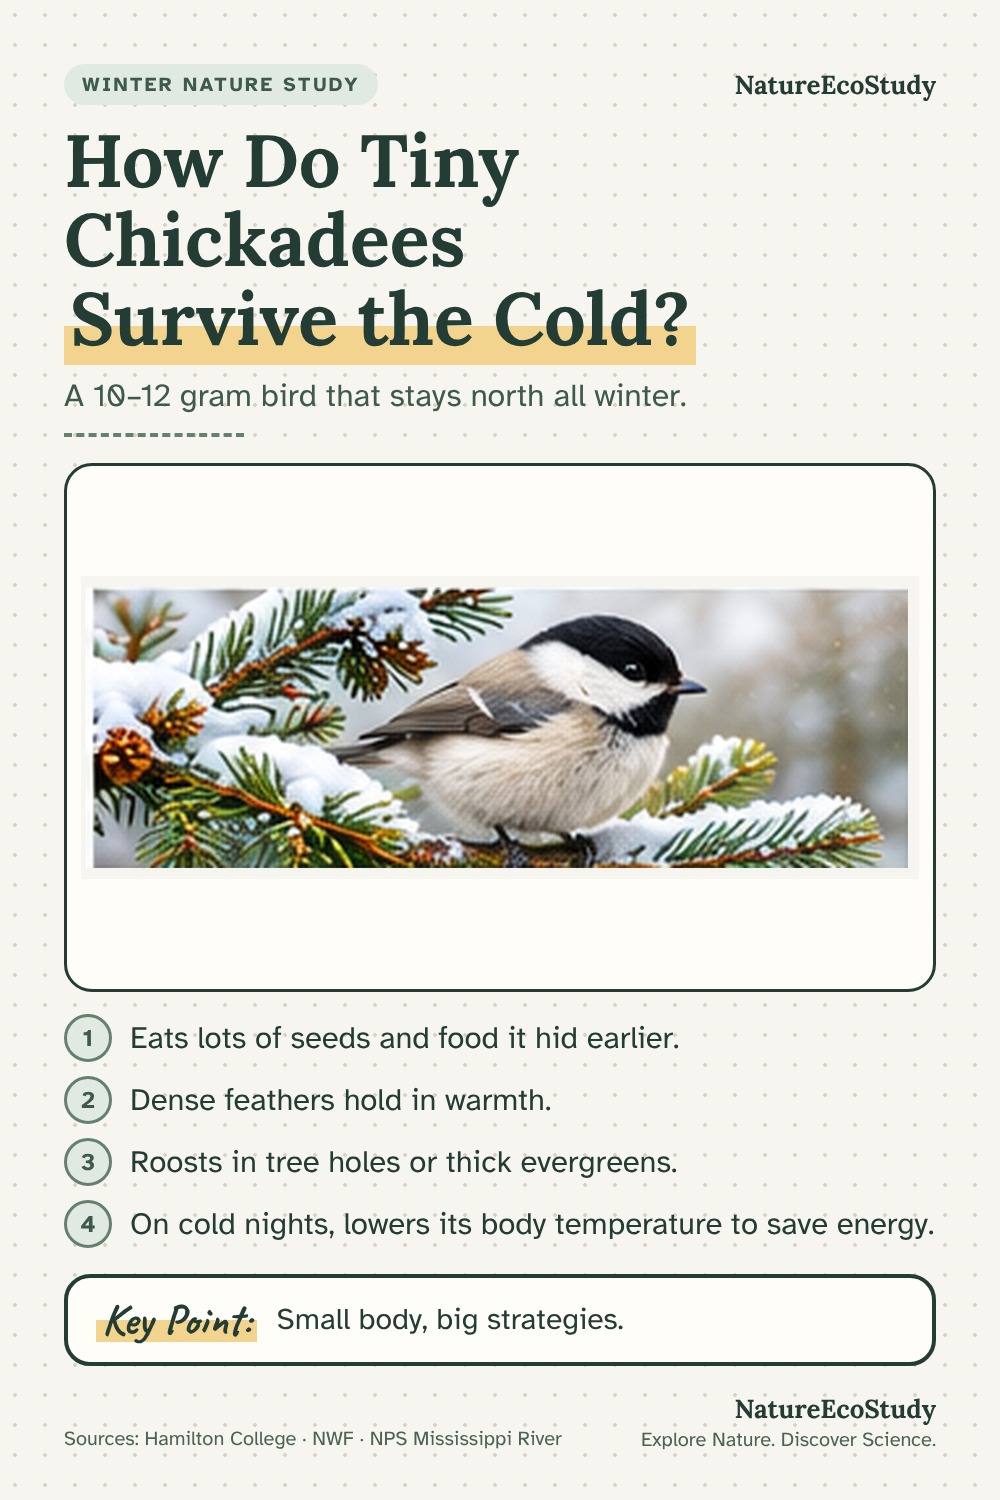 WINTER NATURE STUDY
NatureEcoStudy
How Do Tiny
Chickadees
Survive the Cold?
A 10–12 gram bird that stays north all winter.
1 Eats lots of seeds and food it hid earlier.
2 Dense feathers hold in warmth.
3 Roosts in tree holes or thick evergreens.
4 On cold nights, lowers its body temperature to save energy.
Key Point: Small body, big strategies.
NatureEcoStudy
Sources: Hamilton College · NWF · NPS Mississippi River
Explore Nature. Discover Science.